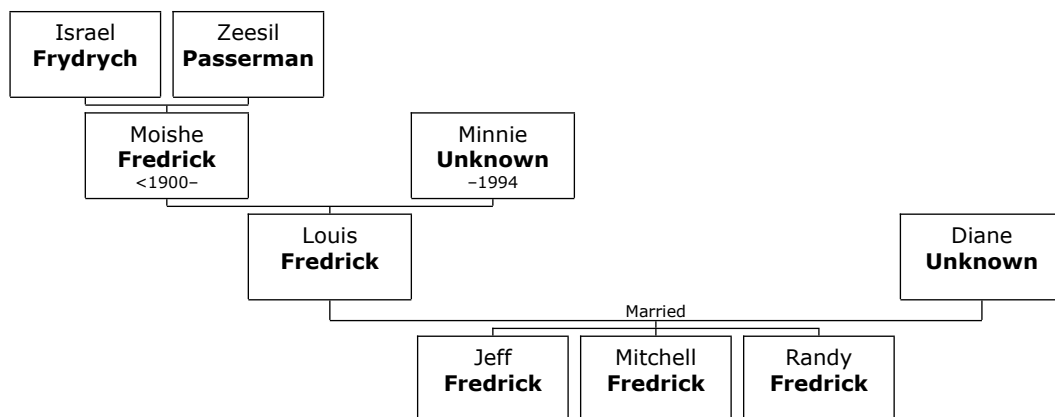 Israel
Frydrych
Zeesil
Passerman
Moishe
Fredrick
<1900–
Minnie
Unknown
–1994
Louis
Fredrick
Diane
Unknown
Married
Jeff
Fredrick
Mitchell
Fredrick
Randy
Fredrick